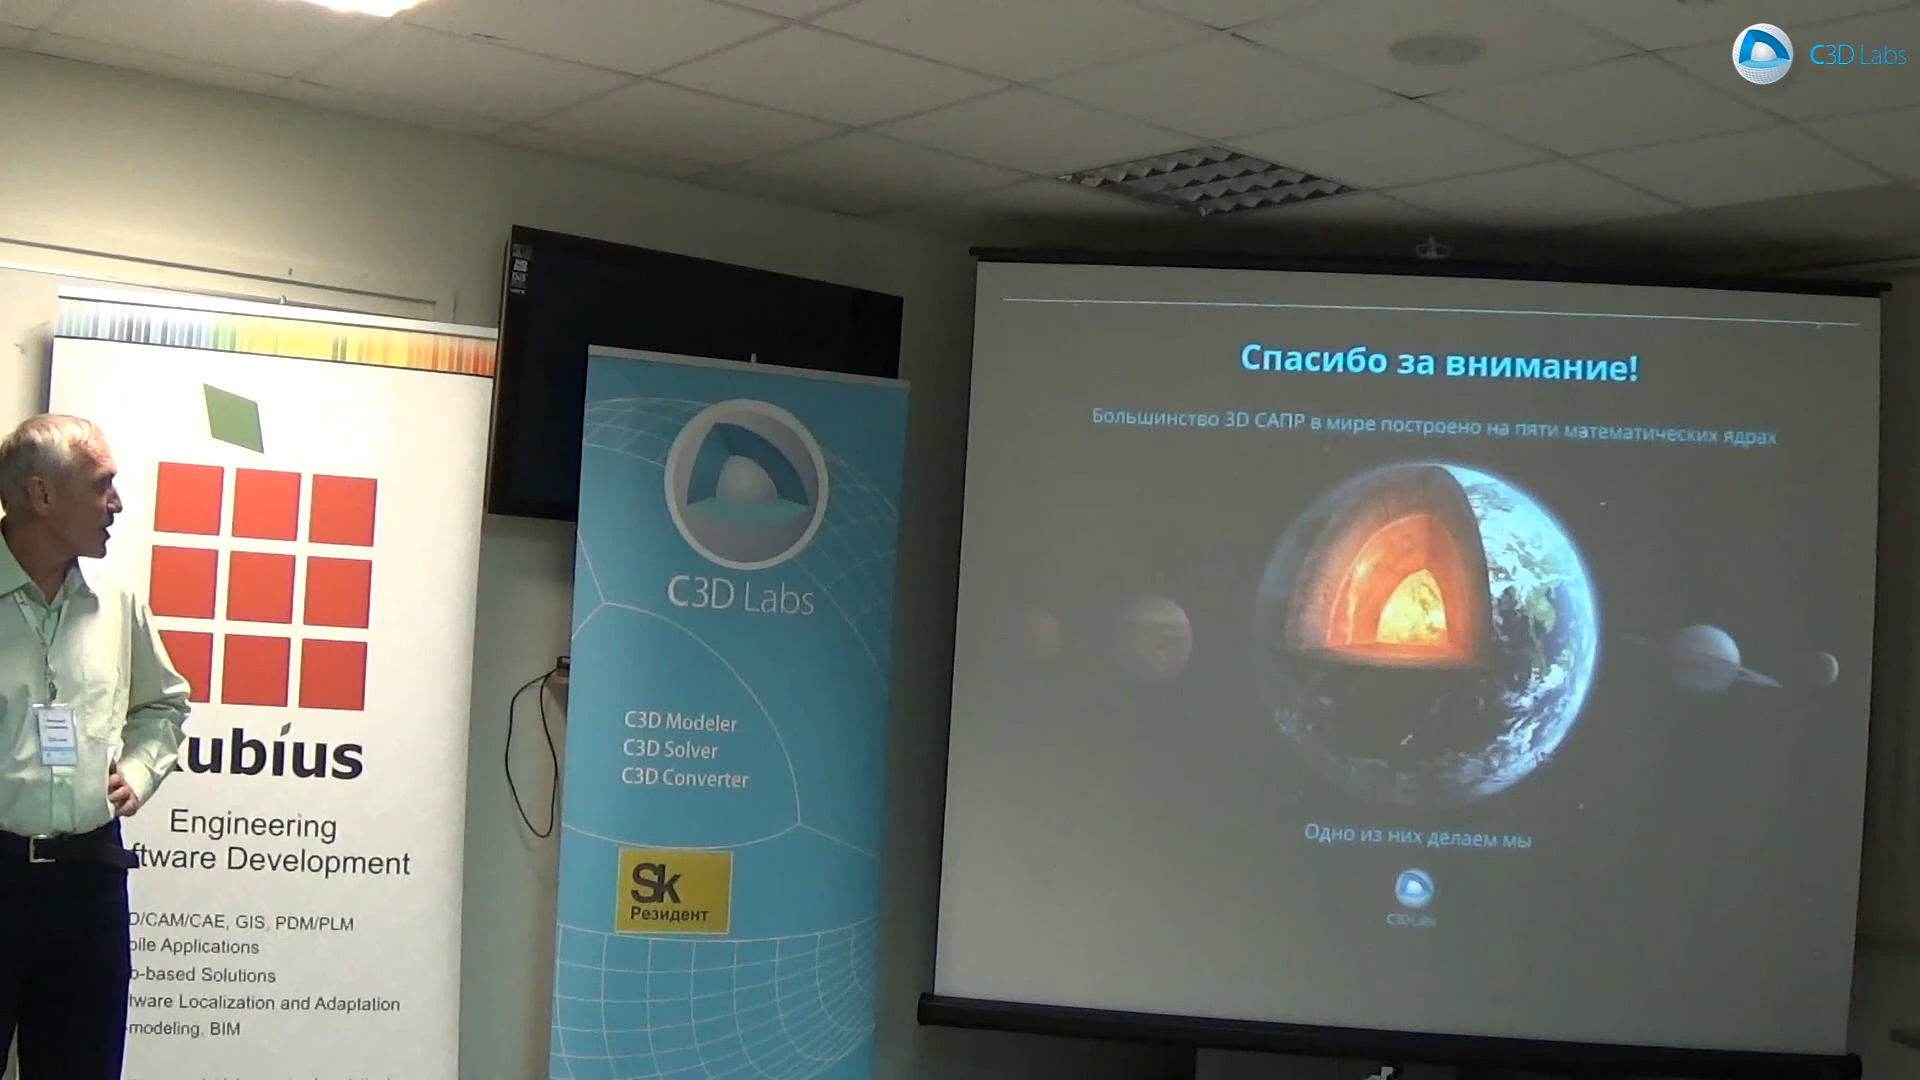 C3D Labs
ubius
Engineering
ftware Development
D/CAM/CAE, GIS, PDM/PLM
bile Applications
b-based Solutions
tware Localization and Adaptation
-modeling, BIM
C3D Labs
C3D Modeler
C3D Solver
C3D Converter
Sk
Резидент
Спасибо за внимание!
Большинство 3D САПР в мире построено на пяти математических ядрах
Одно из них делаем мы
C3D Labs